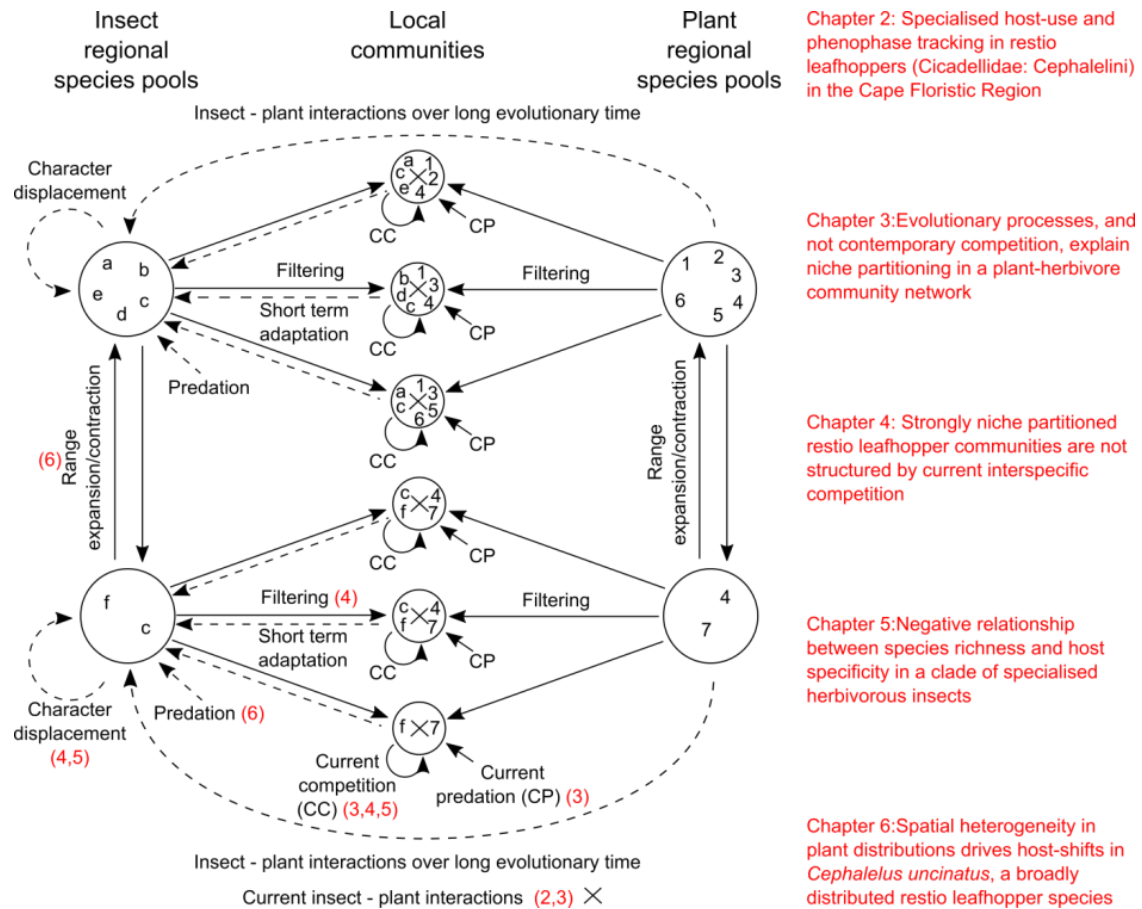 Insect
regional
species pools
Local
communities
Plant
regional
species pools
Insect - plant interactions over long evolutionary time
Character
displacement
a
b
e
c
d
a
1
c
2
e
4
CC
CP
Filtering
Filtering
b
1
3
d
c
4
Short term
adaptation
CC
CP
1
2
3
6
4
5
Predation
a
1
3
c
5
6
CC
CP
(6)
Range
expansion/contraction
Range
expansion/contraction
c
4
f
7
CC
CP
f
c
Filtering (4)
Filtering
c
4
f
7
Short term
adaptation
CC
CP
4
7
Character
displacement
(4,5)
Predation (6)
f
7
Current
competition
(CC) (3,4,5)
Current
predation (CP) (3)
Insect - plant interactions over long evolutionary time
Current insect - plant interactions (2,3) ×
Chapter 2: Specialised host-use and
phenophase tracking in restio
leafhoppers (Cicadellidae: Cephalelini)
in the Cape Floristic Region
Chapter 3:Evolutionary processes, and
not contemporary competition, explain
niche partitioning in a plant-herbivore
community network
Chapter 4: Strongly niche partitioned
restio leafhopper communities are not
structured by current interspecific
competition
Chapter 5:Negative relationship
between species richness and host
specificity in a clade of specialised
herbivorous insects
Chapter 6:Spatial heterogeneity in
plant distributions drives host-shifts in
Cephalelus uncinatus, a broadly
distributed restio leafhopper species